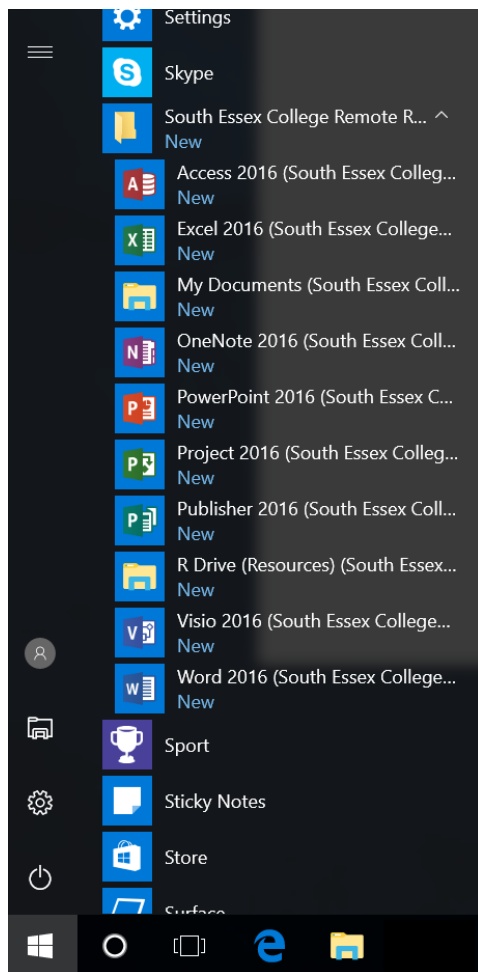 Settings
Skype
South Essex College Remote R...
New
Access 2016 (South Essex Colleg...
New
Excel 2016 (South Essex College...
New
My Documents (South Essex Coll...
New
OneNote 2016 (South Essex Coll...
New
PowerPoint 2016 (South Essex C...
New
Project 2016 (South Essex Colleg...
New
Publisher 2016 (South Essex Coll...
New
R Drive (Resources) (South Essex...
New
Visio 2016 (South Essex College...
New
Word 2016 (South Essex College...
New
Sport
Sticky Notes
Store
Surface